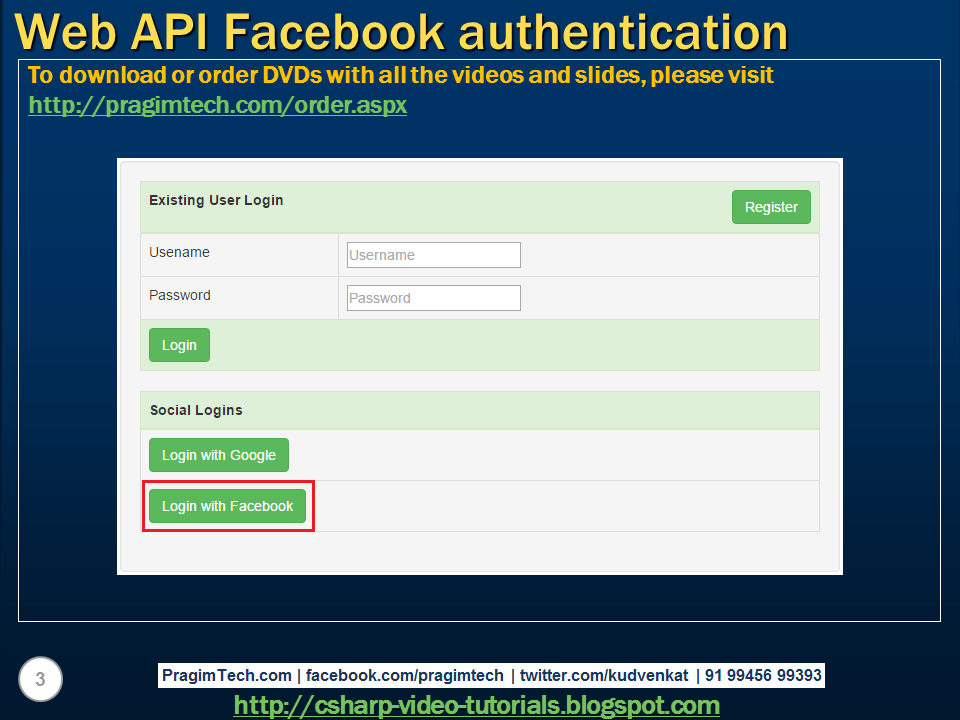 Web API Facebook authentication
To download or order DVDs with all the videos and slides, please visit
http://pragimtech.com/order.aspx
Existing User Login
Register
Usename
Username
Password
Password
Login
Social Logins
Login with Google
Login with Facebook
3
PragimTech.com | facebook.com/pragimtech | twitter.com/kudvenkat | 91 99456 99393
http://csharp-video-tutorials.blogspot.com